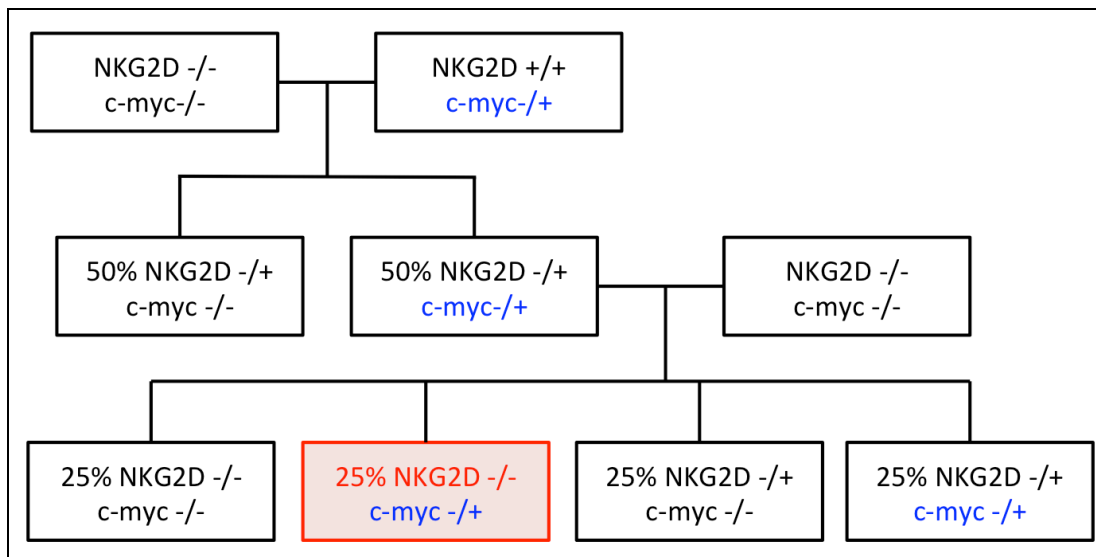 NKG2D -/-
c-myc-/-
NKG2D +/+
c-myc-/+
50% NKG2D -/+
c-myc -/-
50% NKG2D -/+
c-myc-/+
NKG2D -/-
c-myc -/-
25% NKG2D -/-
c-myc -/-
25% NKG2D -/-
c-myc -/+
25% NKG2D -/+
c-myc -/-
25% NKG2D -/+
c-myc -/+